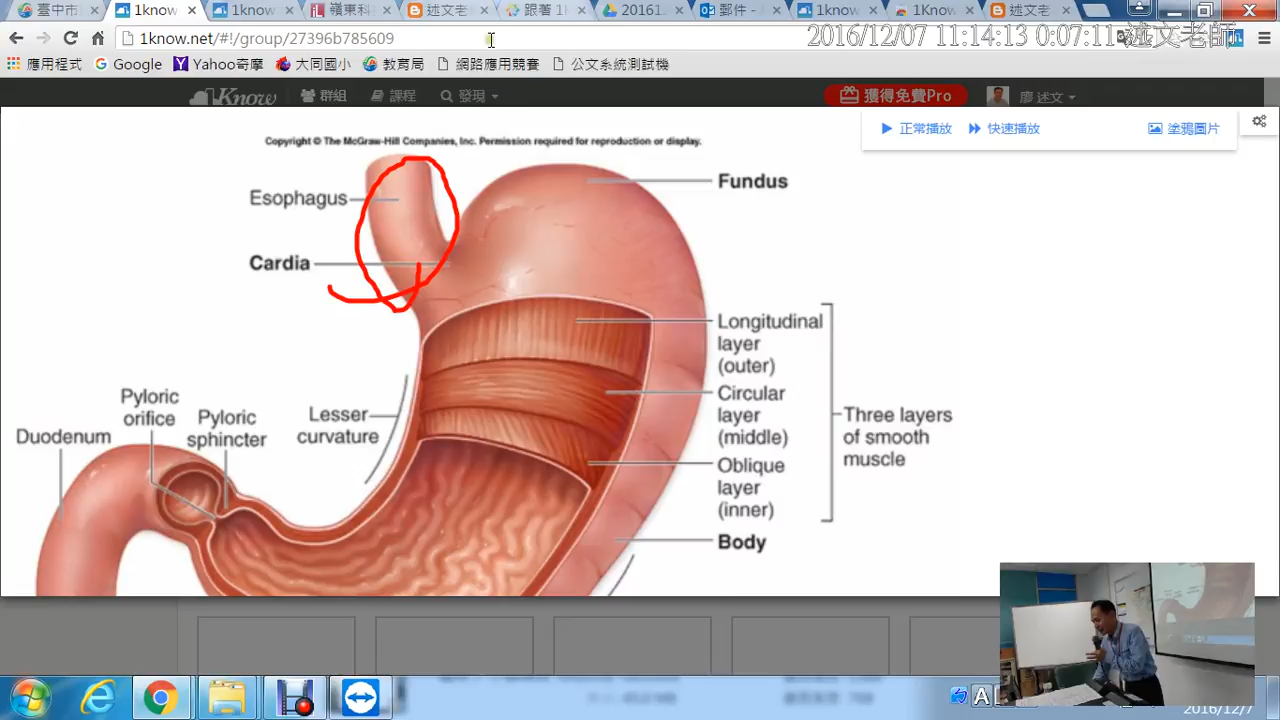 臺中市 1know 1know 嶺東科 述文老 跟著 1 20161 郵件 - 1know 1Know 述文老
1know.net/#!/group/27396b785609
2016/12/07 11:14:13 0:07:11 述文老師
應用程式 Google Yahoo奇摩 大同國小 教育局 網路應用競賽 公文系統測試機
1Know 群組 課程 發現 獲得免費Pro 廖 述文
正常播放 快速播放 塗鴉圖片
Copyright © The McGraw-Hill Companies, Inc. Permission required for reproduction or display.
Esophagus
Fundus
Cardia
Longitudinal
layer
(outer)
Circular
layer
(middle)
Oblique
layer
(inner)
Three layers
of smooth
muscle
Body
Lesser
curvature
Pyloric
orifice
Pyloric
sphincter
Duodenum
A
2016/12/7